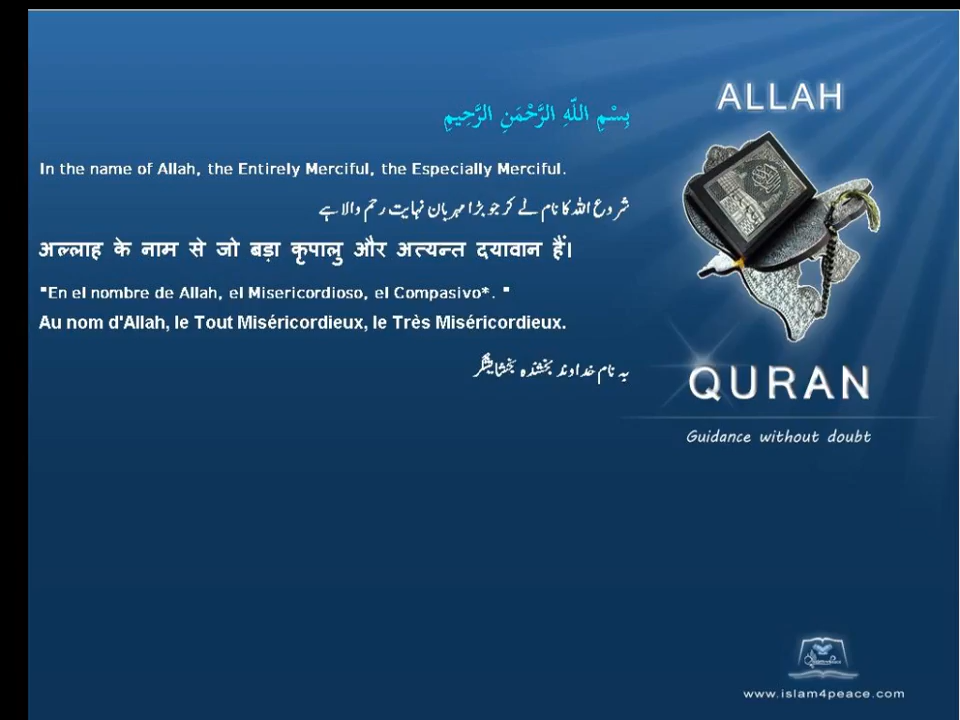 بِسْمِ اللَّهِ الرَّحْمَنِ الرَّحِيمِ
In the name of Allah, the Entirely Merciful, the Especially Merciful.
شروع الله کا نام لے کر جو بڑا مہربان نہایت رحم والا ہے
अल्लाह के नाम से जो बड़ा कृपालु और अत्यन्त दयावान हैं।
"En el nombre de Allah, el Misericordioso, el Compasivo*. "
Au nom d'Allah, le Tout Miséricordieux, le Très Miséricordieux.
به نام خداوند بخشنده بخشایشگر
ALLAH
QURAN
Guidance without doubt
www.islam4peace.com